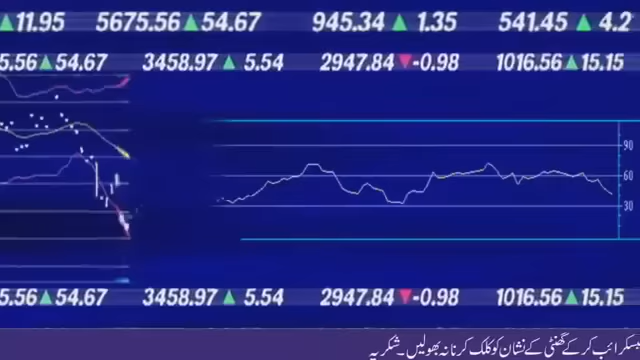 ▲11.95 5675.56▲54.67 945.34 ▲ 1.35 541.45 ▲ 4.2
5.56▲54.67 3458.97▲ 5.54 2947.84▼-0.98 1016.56▲15.15
90
60
30
5.56▲54.67 3458.97▲ 5.54 2947.84▼-0.98 1016.56▲15.15
کرائب کر کے گھنٹی کے نشان کو کلک کرنا نہ بھولیں۔ شکریہ